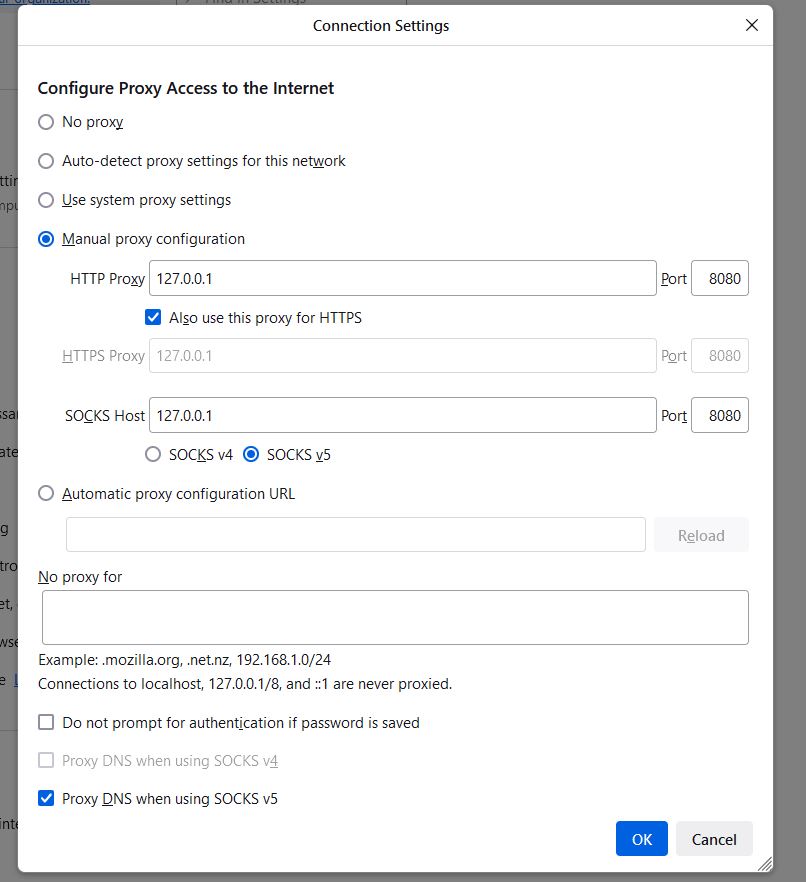 Connection Settings
Configure Proxy Access to the Internet
No proxy
Auto-detect proxy settings for this network
Use system proxy settings
Manual proxy configuration
HTTP Proxy 127.0.0.1 Port 8080
Also use this proxy for HTTPS
HTTPS Proxy 127.0.0.1 Port 8080
SOCKS Host 127.0.0.1 Port 8080
SOCKS v4 SOCKS v5
Automatic proxy configuration URL
Reload
No proxy for
Example: .mozilla.org, .net.nz, 192.168.1.0/24
Connections to localhost, 127.0.0.1/8, and ::1 are never proxied.
Do not prompt for authentication if password is saved
Proxy DNS when using SOCKS v4
Proxy DNS when using SOCKS v5
OK Cancel